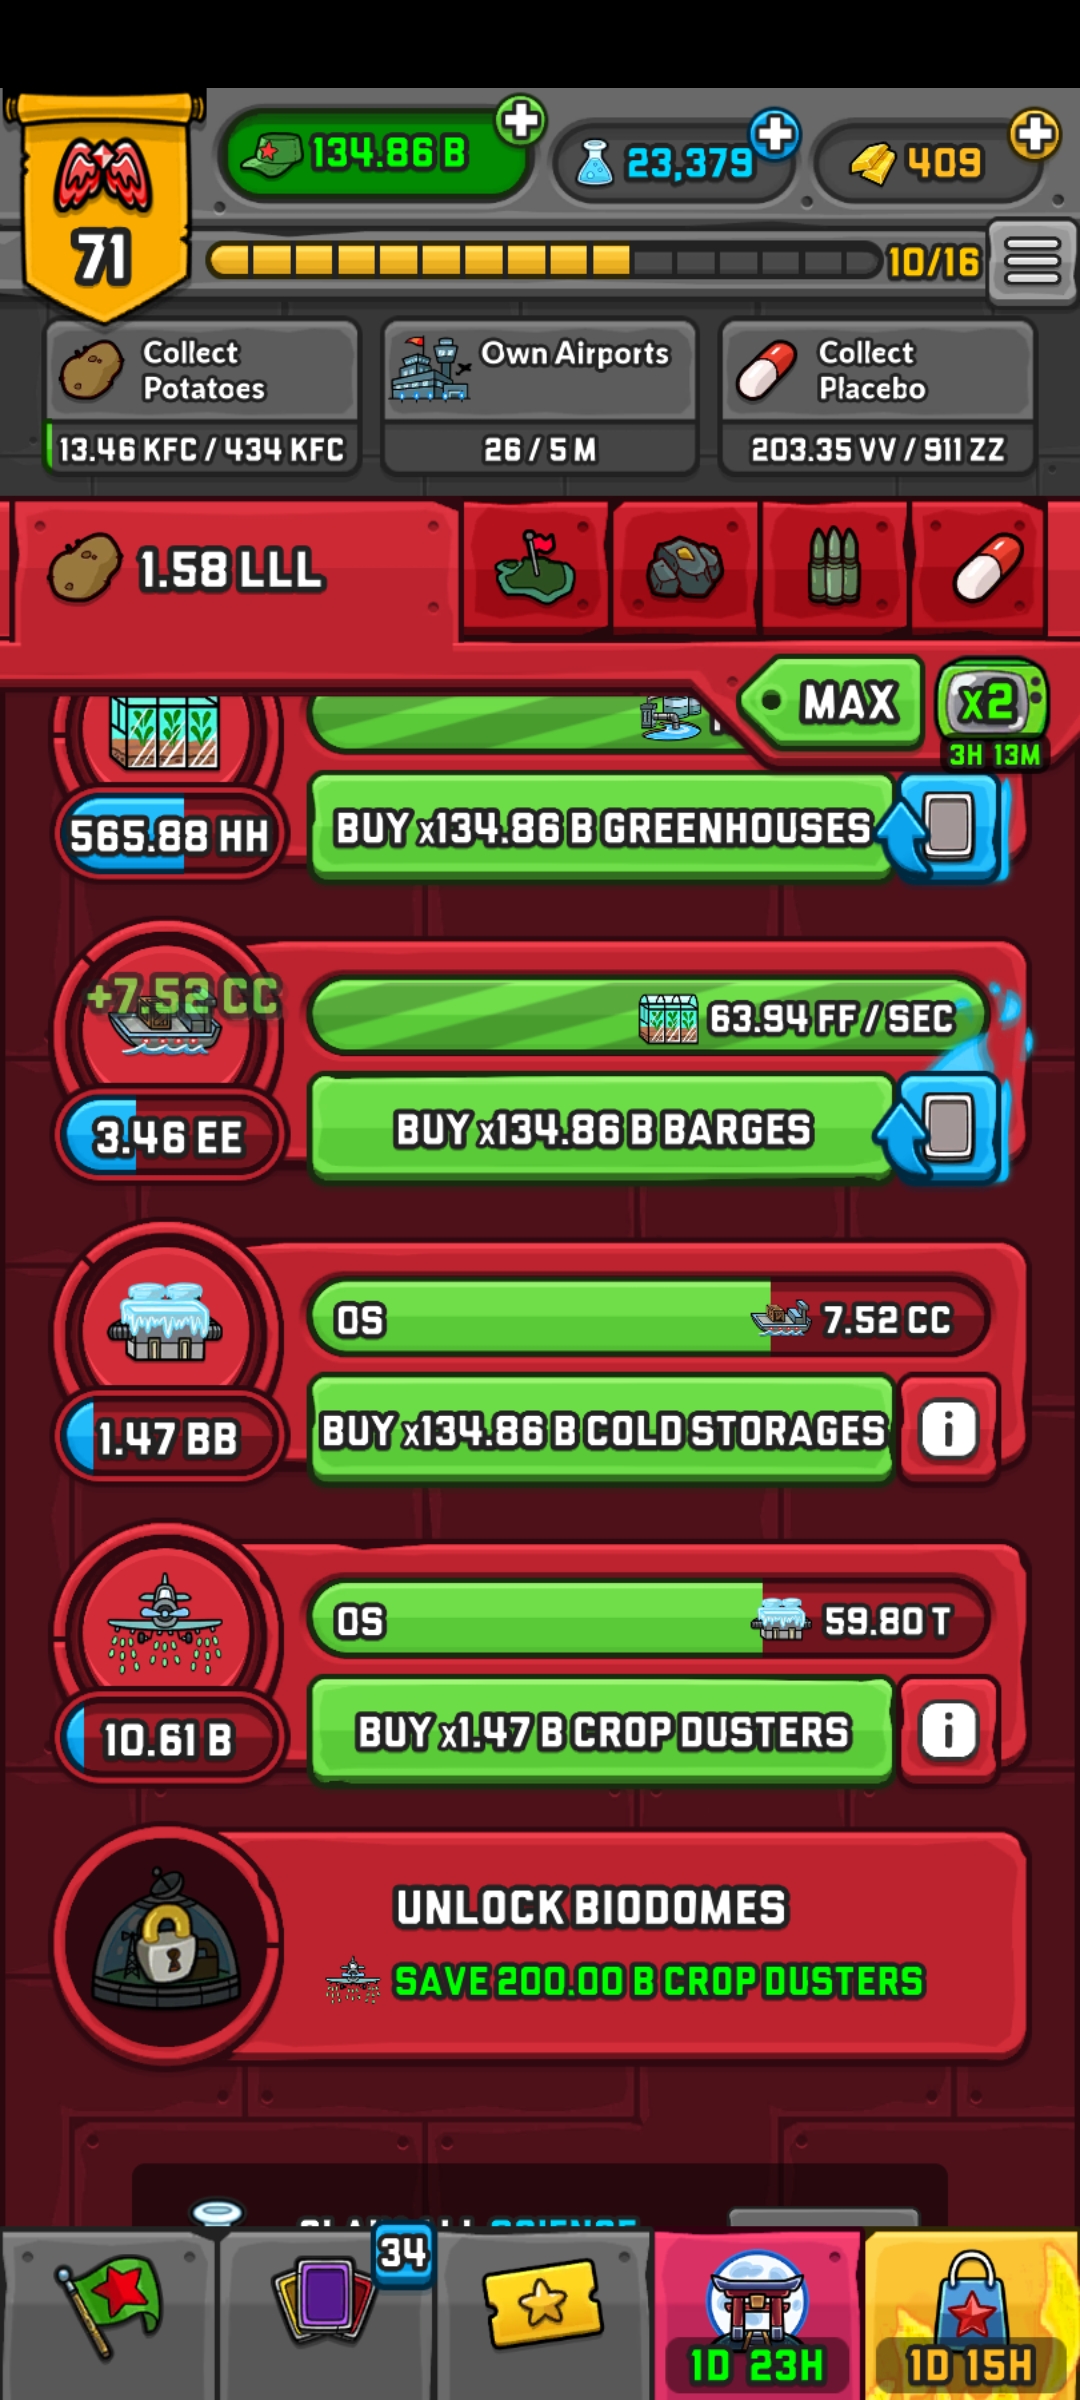 134.86 B
23,379
409
71
10/16
Collect
Potatoes
13.46 KFC / 434 KFC
Own Airports
26 / 5 M
Collect
Placebo
203.35 VV / 911 ZZ
1.58 LLL
MAX
x2
3H 13M
565.88 HH
BUY x134.86 B GREENHOUSES
+7.52 CC
63.94 FF / SEC
3.46 EE
BUY x134.86 B BARGES
0S
7.52 CC
1.47 BB
BUY x134.86 B COLD STORAGES
i
0S
59.80 T
10.61 B
BUY x1.47 B CROP DUSTERS
i
UNLOCK BIODOMES
SAVE 200.00 B CROP DUSTERS
34
1D 23H
1D 15H